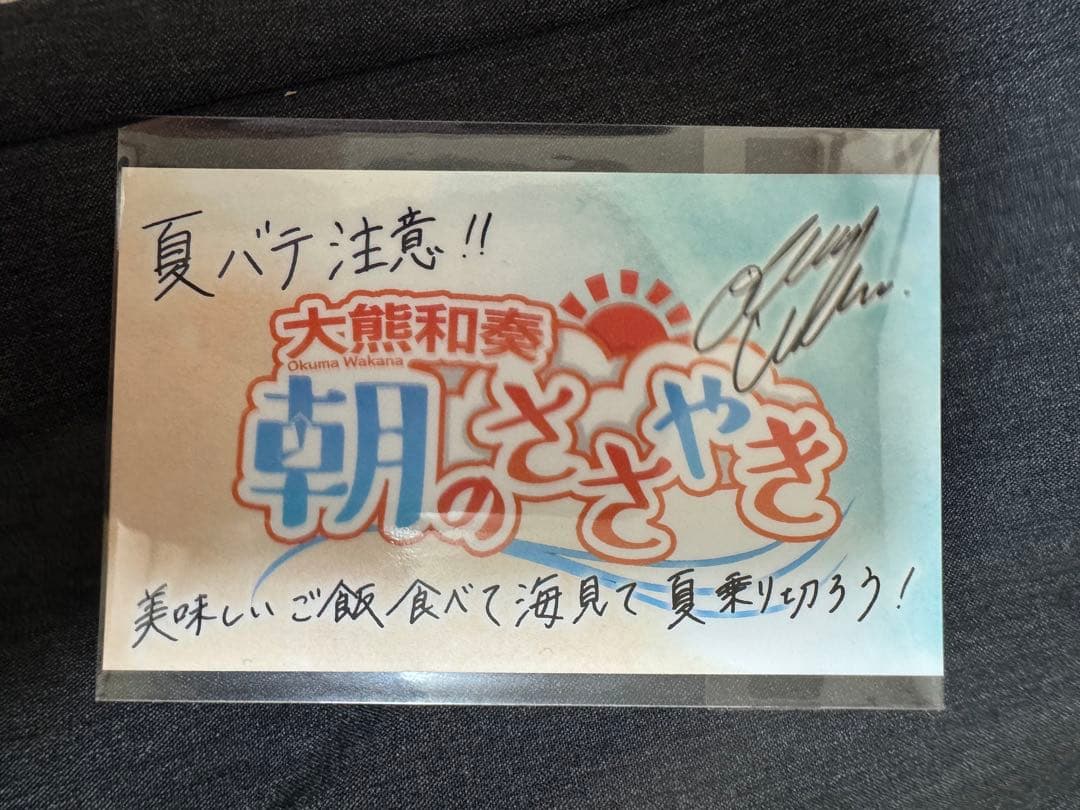 夏バテ注意!!
大熊和奏
Okuma Wakana
朝のささやき
美味しいご飯食べて海見て夏乗り切ろう!